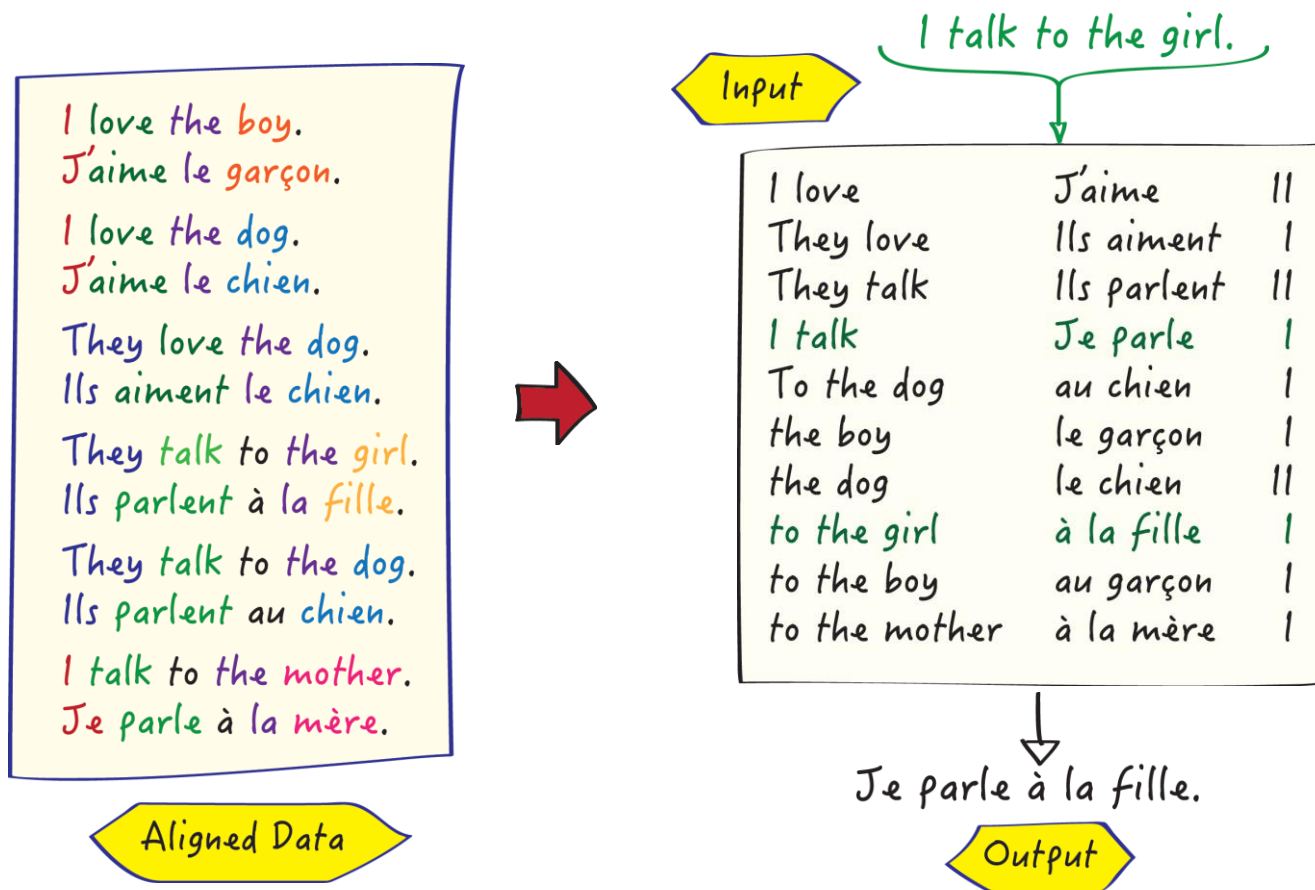 I love the boy.
J'aime le garçon.
I love the dog.
J'aime le chien.
They love the dog.
Ils aiment le chien.
They talk to the girl.
Ils parlent à la fille.
They talk to the dog.
Ils parlent au chien.
I talk to the mother.
Je parle à la mère.
Aligned Data
Input
I talk to the girl.
I love J'aime II
They love Ils aiment I
They talk Ils parlent II
I talk Je parle I
To the dog au chien I
the boy le garçon I
the dog le chien II
to the girl à la fille I
to the boy au garçon I
to the mother à la mère I
Je parle à la fille.
Output